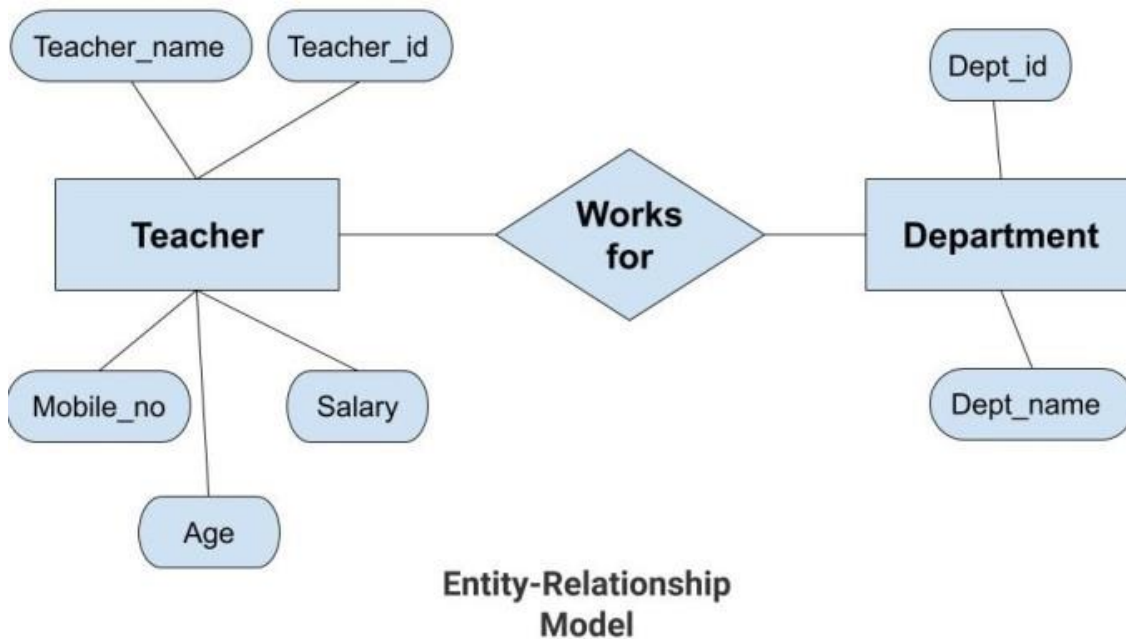 Teacher_name
Teacher_id
Dept_id
Teacher
Works
for
Department
Mobile_no
Salary
Dept_name
Age
Entity-Relationship
Model